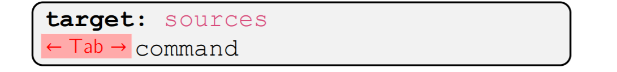 target: sources
← Tab → command